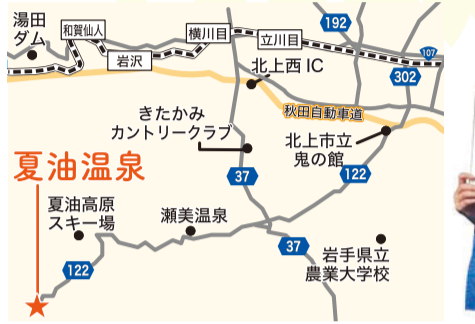 湯田
ダム
和賀仙人
岩沢
横川目
立川目
192
107
302
北上西IC
秋田自動車道
きたかみ
カントリークラブ
北上市立
鬼の館
夏油温泉
37
122
夏油高原
スキー場
瀬美温泉
122
37
岩手県立
農業大学校